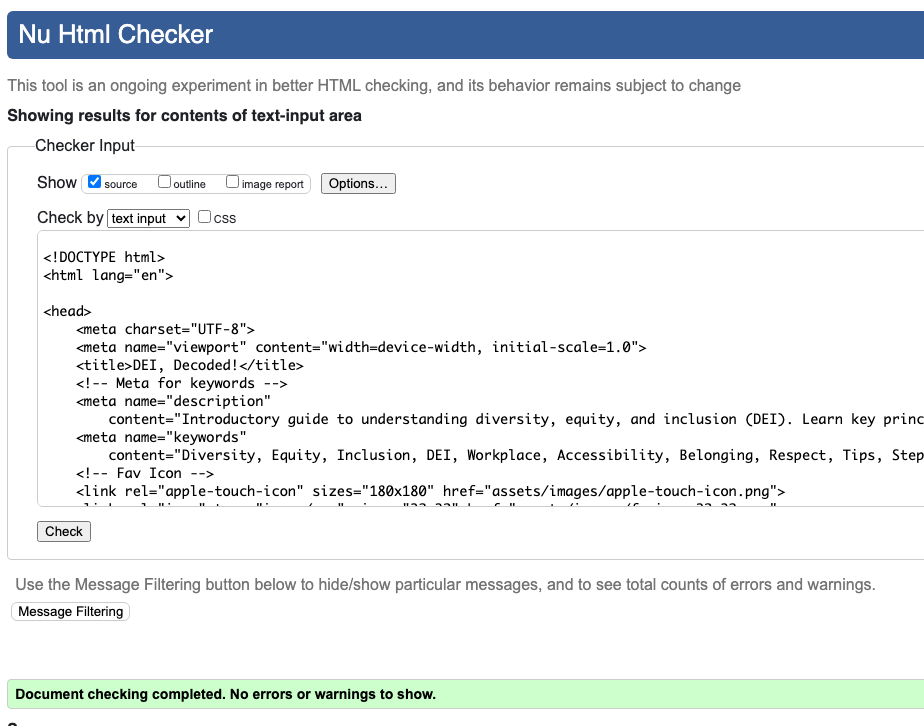 Nu Html Checker
This tool is an ongoing experiment in better HTML checking, and its behavior remains subject to change
Showing results for contents of text-input area
Checker Input
Show source outline image report Options...
Check by text input css
<!DOCTYPE html>
<html lang="en">
<head>
<meta charset="UTF-8">
<meta name="viewport" content="width=device-width, initial-scale=1.0">
<title>DEI, Decoded!</title>
<!-- Meta for keywords -->
<meta name="description"
content="Introductory guide to understanding diversity, equity, and inclusion (DEI). Learn key princ
<meta name="keywords"
content="Diversity, Equity, Inclusion, DEI, Workplace, Accessibility, Belonging, Respect, Tips, Step
<!-- Fav Icon -->
<link rel="apple-touch-icon" sizes="180x180" href="assets/images/apple-touch-icon.png">
Check
Use the Message Filtering button below to hide/show particular messages, and to see total counts of errors and warnings.
Message Filtering
Document checking completed. No errors or warnings to show.